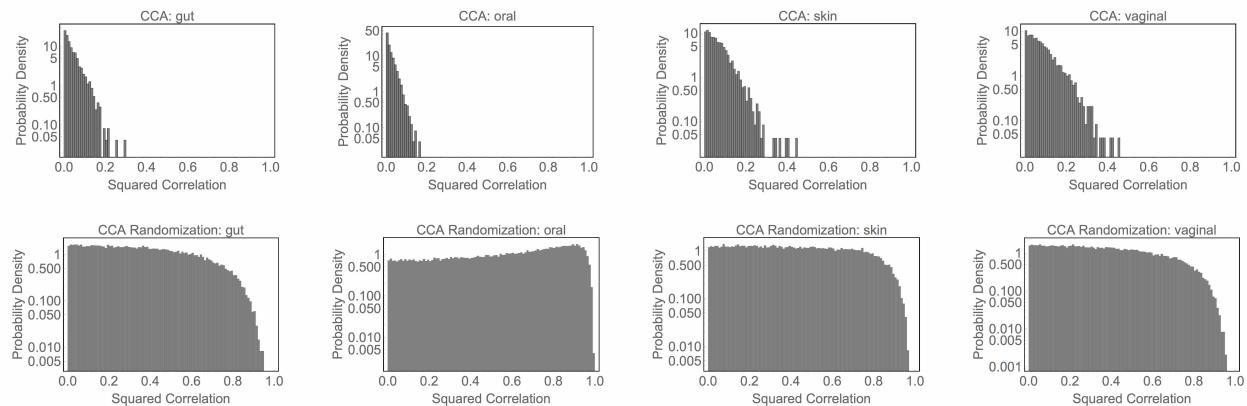 CCA: gut
Probability Density
10
5
1
0.50
0.10
0.05
0.0 0.2 0.4 0.6 0.8 1.0
Squared Correlation
CCA: oral
Probability Density
50
10
5
1
0.50
0.10
0.05
0.0 0.2 0.4 0.6 0.8 1.0
Squared Correlation
CCA: skin
Probability Density
10
5
1
0.50
0.10
0.05
0.0 0.2 0.4 0.6 0.8 1.0
Squared Correlation
CCA: vaginal
Probability Density
10
5
1
0.50
0.10
0.05
0.0 0.2 0.4 0.6 0.8 1.0
Squared Correlation
CCA Randomization: gut
Probability Density
1
0.500
0.100
0.050
0.010
0.005
0.0 0.2 0.4 0.6 0.8 1.0
Squared Correlation
CCA Randomization: oral
Probability Density
1
0.500
0.100
0.050
0.010
0.005
0.0 0.2 0.4 0.6 0.8 1.0
Squared Correlation
CCA Randomization: skin
Probability Density
1
0.500
0.100
0.050
0.010
0.005
0.0 0.2 0.4 0.6 0.8 1.0
Squared Correlation
CCA Randomization: vaginal
Probability Density
1
0.500
0.100
0.050
0.010
0.005
0.001
0.0 0.2 0.4 0.6 0.8 1.0
Squared Correlation